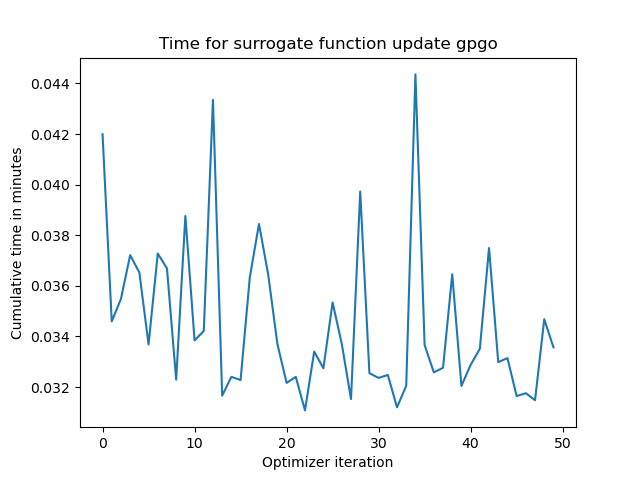 Time for surrogate function update gpgo
Cumulative time in minutes
0.044
0.042
0.040
0.038
0.036
0.034
0.032
0 10 20 30 40 50
Optimizer iteration